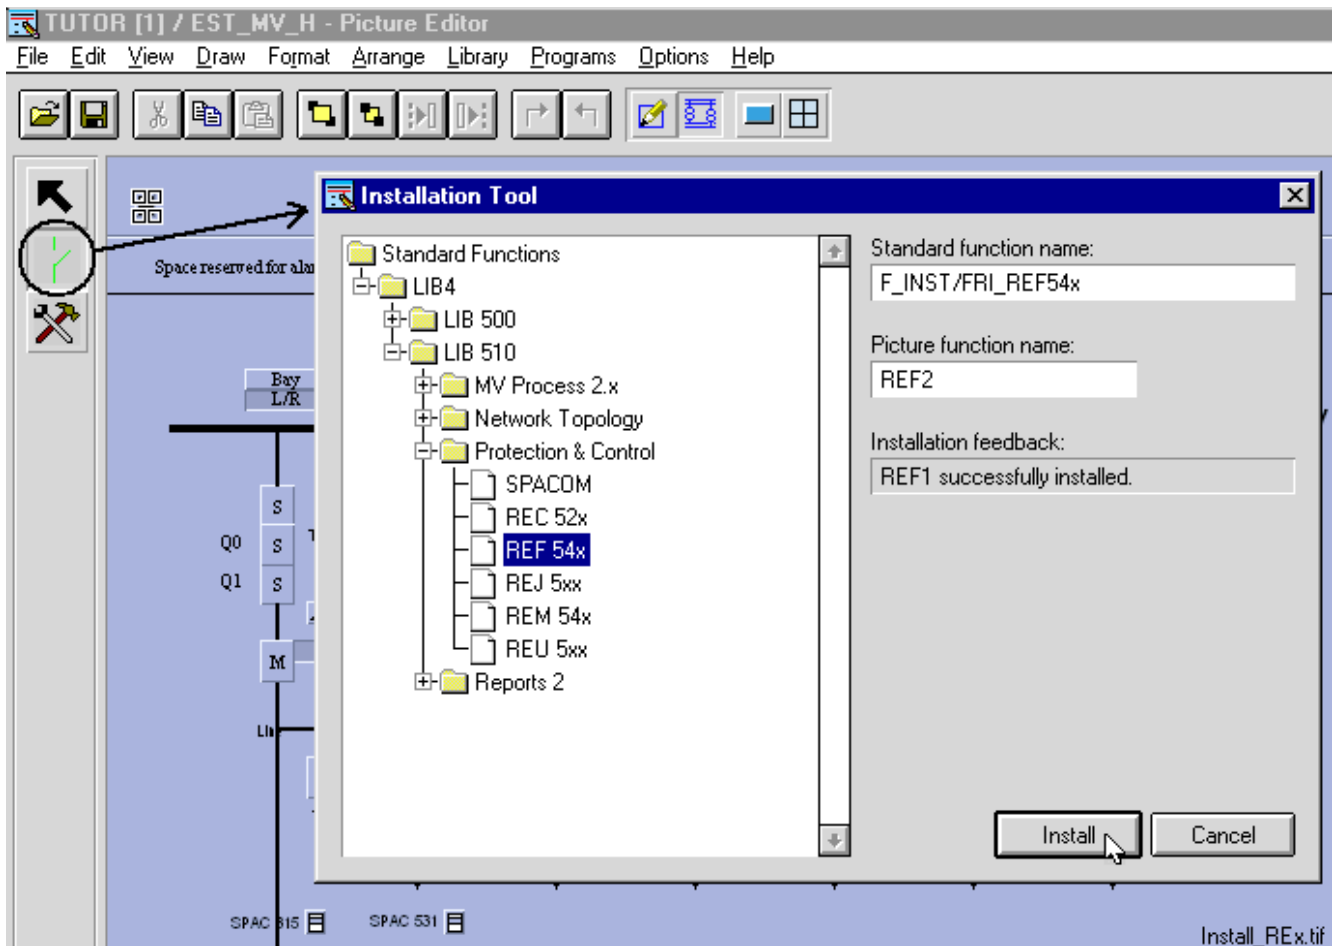 TUTOR [1] / EST_MV_H - Picture Editor
File Edit View Draw Format Arrange Library Programs Options Help
Space reserved for alar
Bay
L/R
S
Q0 S
Q1 S
M
SPAC 531
Installation Tool
Standard Functions
LIB4
LIB 500
LIB 510
MV Process 2.x
Network Topology
Protection & Control
SPACOM
REC 52x
REF 54x
REJ 5xx
REM 54x
REU 5xx
Reports 2
Standard function name:
F_INST/FRI_REF54x
Picture function name:
REF2
Installation feedback:
REF1 successfully installed.
Install Cancel
Install_REx.tif